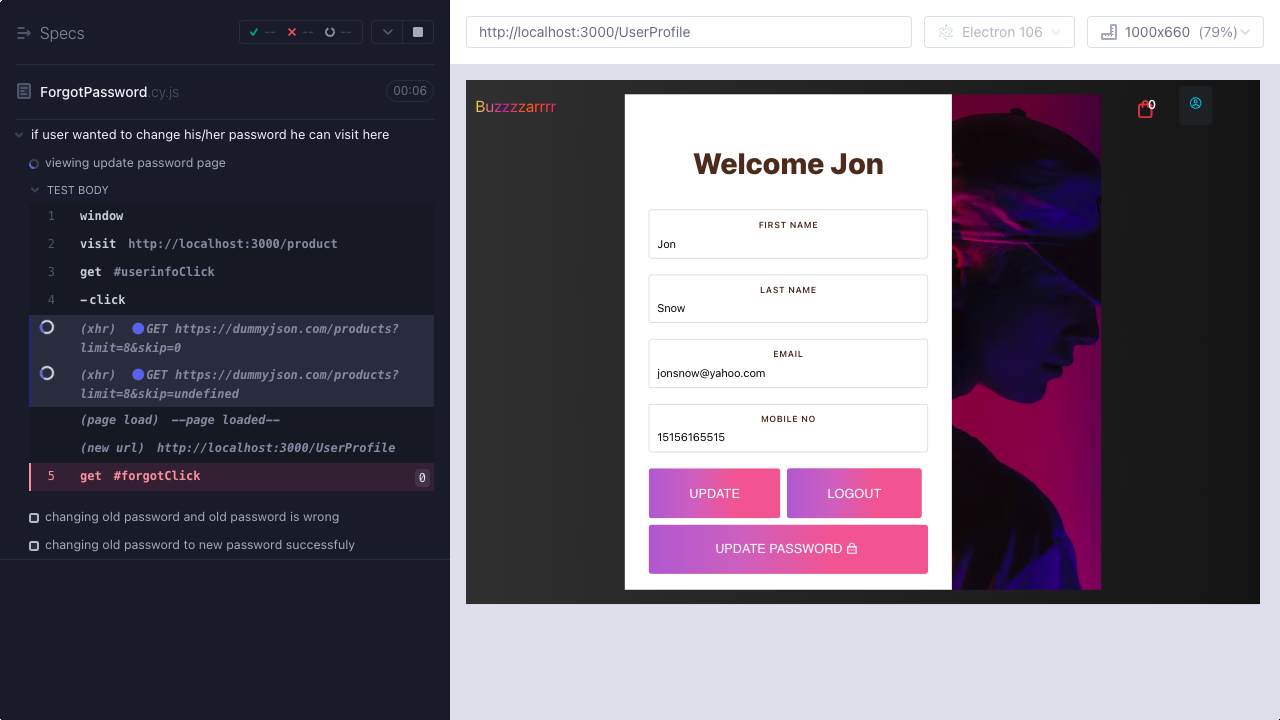 Specs
--
--
--
ForgotPassword.cy.js
00:06
if user wanted to change his/her password he can visit here
viewing update password page
TEST BODY
1 window
2 visit http://localhost:3000/product
3 get #userinfoClick
4 -click
(xhr) GET https://dummyjson.com/products?
limit=8&skip=0
(xhr) GET https://dummyjson.com/products?
limit=8&skip=undefined
(page load) --page loaded--
(new url) http://localhost:3000/UserProfile
5 get #forgotClick 0
changing old password and old password is wrong
changing old password to new password successfuly
http://localhost:3000/UserProfile
Electron 106
1000x660 (79%)
Buzzzzarrrr
0
Welcome Jon
FIRST NAME
Jon
LAST NAME
Snow
EMAIL
jonsnow@yahoo.com
MOBILE NO
15156165515
UPDATE
LOGOUT
UPDATE PASSWORD